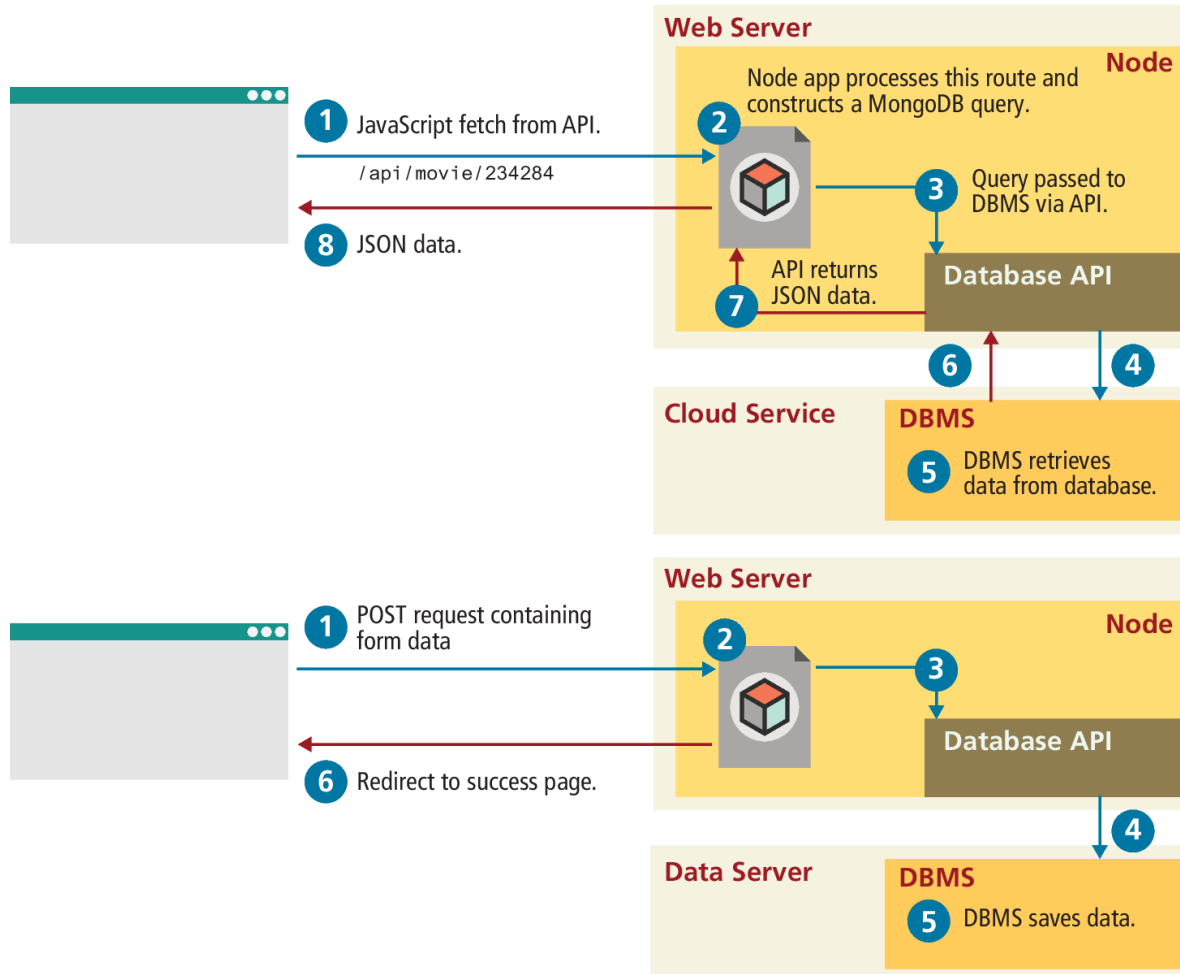 Web Server
Node
Node app processes this route and
constructs a MongoDB query.
1
JavaScript fetch from API.
/api/movie/234284
2
3
Query passed to
DBMS via API.
8
JSON data.
Database API
API returns
JSON data.
7
6
4
Cloud Service
DBMS
5
DBMS retrieves
data from database.
Web Server
Node
1
POST request containing
form data
2
3
Database API
6
Redirect to success page.
4
Data Server
DBMS
5
DBMS saves data.